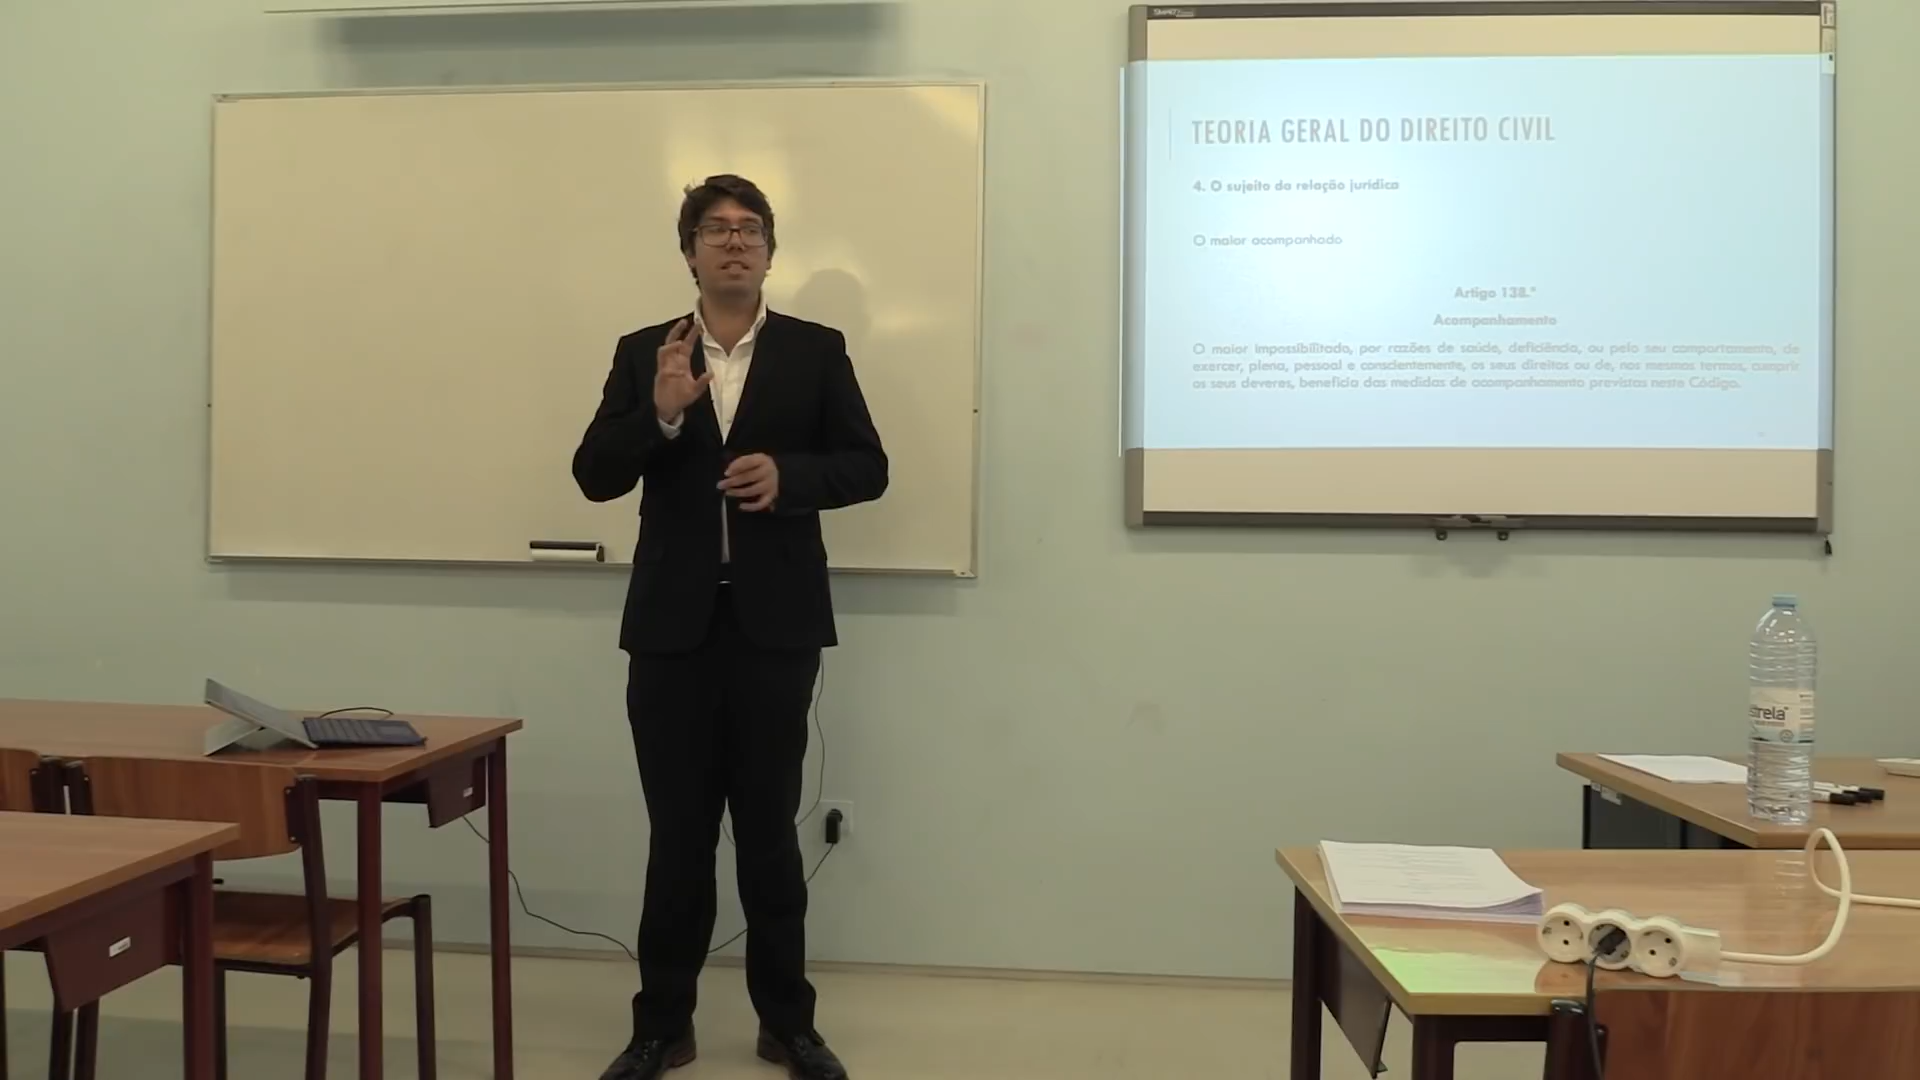 SMART
TEORIA GERAL DO DIREITO CIVIL
4. O sujeito da relação jurídica
O maior acompanhado
Artigo 138.º
Acompanhamento
O maior impossibilitado, por razões de saúde, deficiência, ou pelo seu comportamento, de
exercer, plena, pessoal e conscientemente, os seus direitos ou de, nos mesmos termos, cumprir
os seus deveres, beneficia das medidas de acompanhamento previstas neste Código.
strela